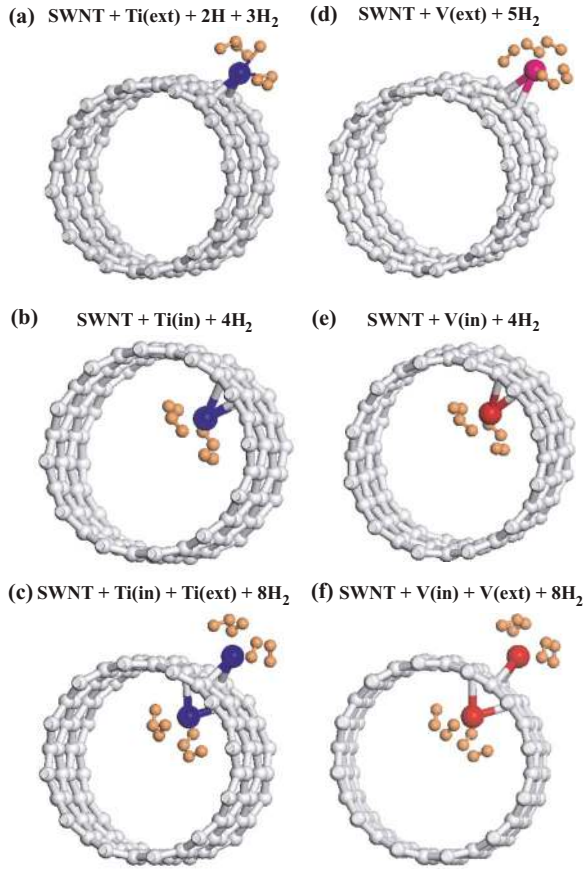 (a) SWNT + Ti(ext) + 2H + 3H₂
(d) SWNT + V(ext) + 5H₂
(b) SWNT + Ti(in) + 4H₂
(e) SWNT + V(in) + 4H₂
(c) SWNT + Ti(in) + Ti(ext) + 8H₂
(f) SWNT + V(in) + V(ext) + 8H₂